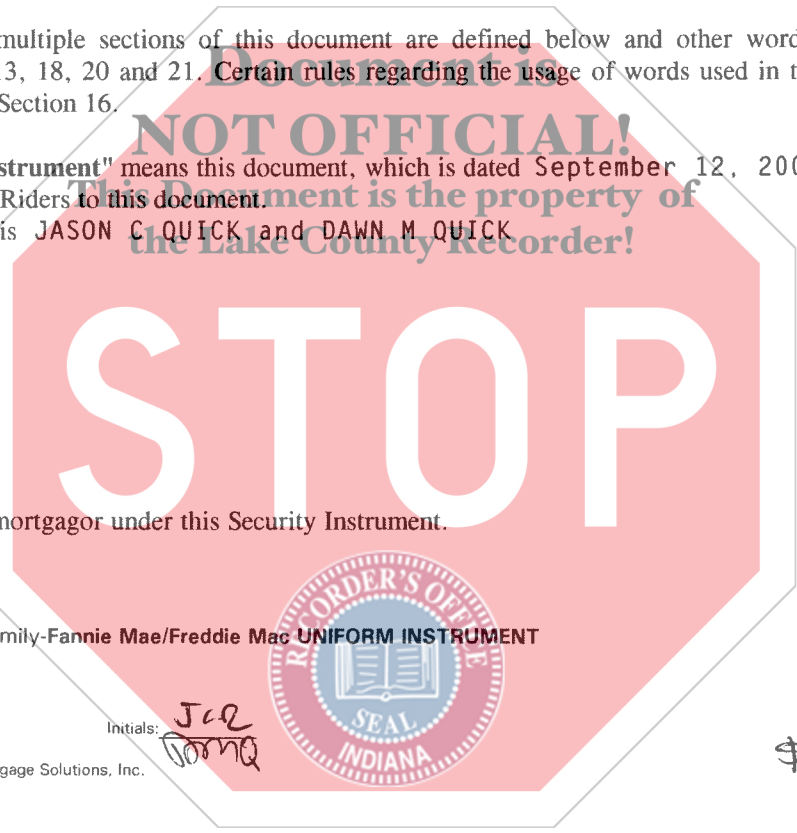 multiple sections of this document are defined below and other word
Document is
13, 18, 20 and 21. Certain rules regarding the usage of words used in t
Section 16.
NOT OFFICIAL!
strument" means this document, which is dated September 12, 200
This Document is the property of
Riders to this document.
is JASON C QUICK and DAWN M QUICK
the Lake County Recorder!
STOP
mortgagor under this Security Instrument.
RECORDER'S OFFICE
mily-Fannie Mae/Freddie Mac UNIFORM INSTRUMENT
SEAL
INDIANA
Initials: JCQ
DMQ
gage Solutions, Inc.